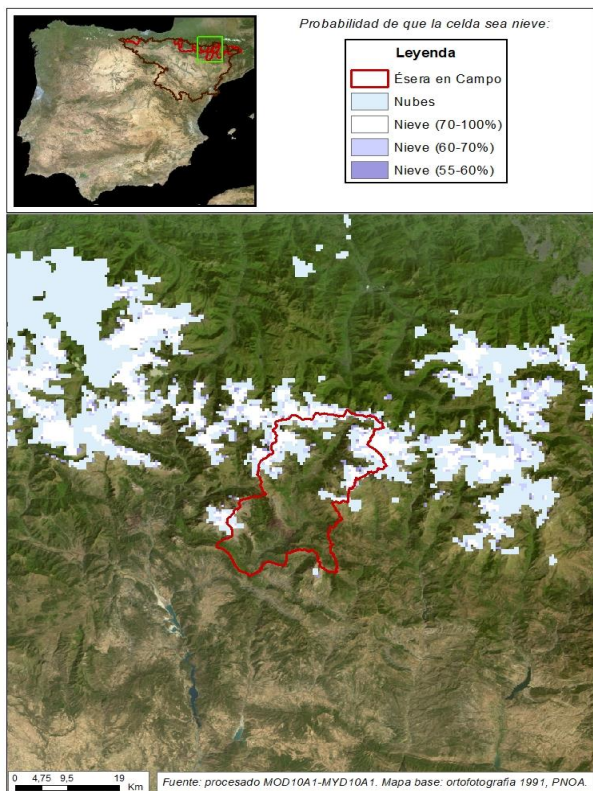 Probabilidad de que la celda sea nieve:
Leyenda
Ésera en Campo
Nubes
Nieve (70-100%)
Nieve (60-70%)
Nieve (55-60%)
0 4,75 9,5 19
Km
Fuente: procesado MOD10A1-MYD10A1. Mapa base: ortofotografia 1991, PNOA.